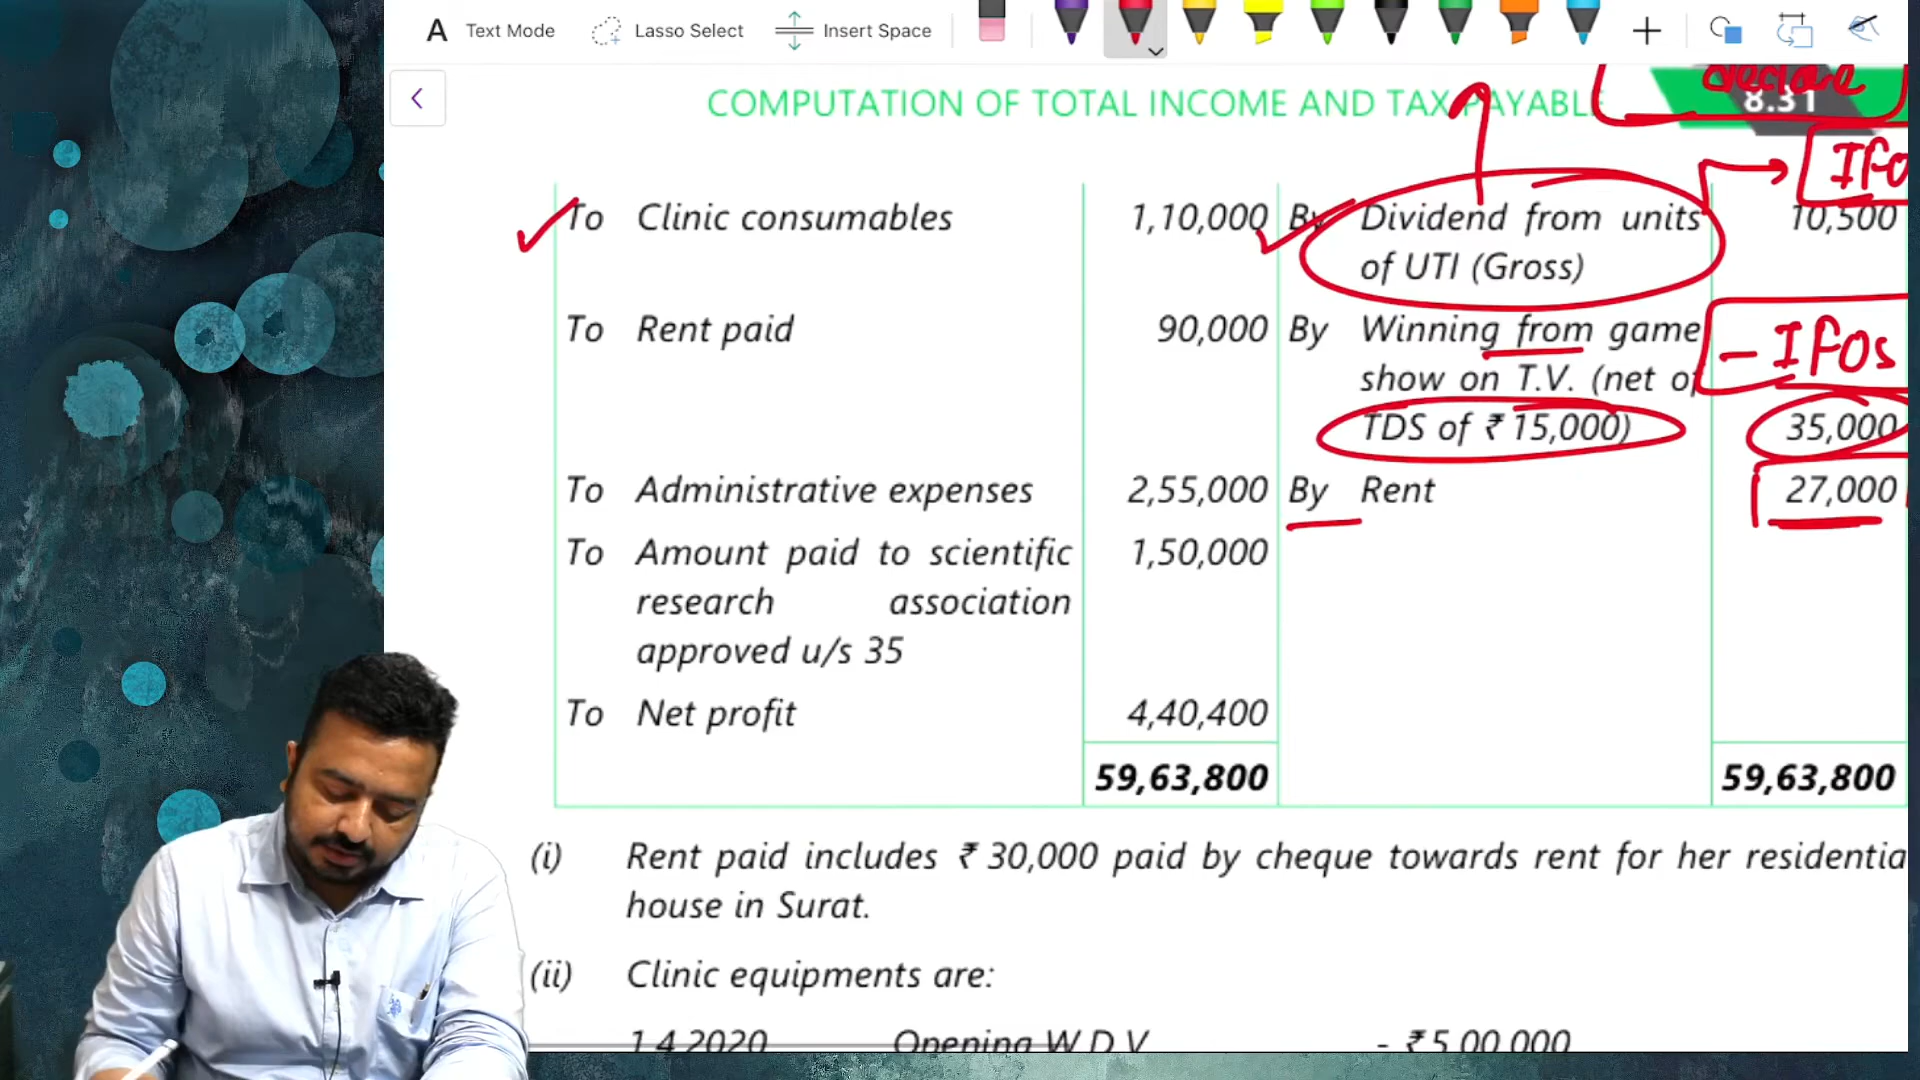 A Text Mode Lasso Select Insert Space
declare
COMPUTATION OF TOTAL INCOME AND TAX PAYABLE 8.31
To Clinic consumables 1,10,000 By Dividend from units 10,500
of UTI (Gross)
To Rent paid 90,000 By Winning from game
- IFOS
show on T.V. (net of
TDS of ₹ 15,000) 35,000
To Administrative expenses 2,55,000 By Rent 27,000
To Amount paid to scientific 1,50,000
research association
approved u/s 35
To Net profit 4,40,400
59,63,800 59,63,800
(i) Rent paid includes ₹ 30,000 paid by cheque towards rent for her residentia
house in Surat.
(ii) Clinic equipments are:
1.4.2020 Opening W.D.V. - ₹ 5,00,000